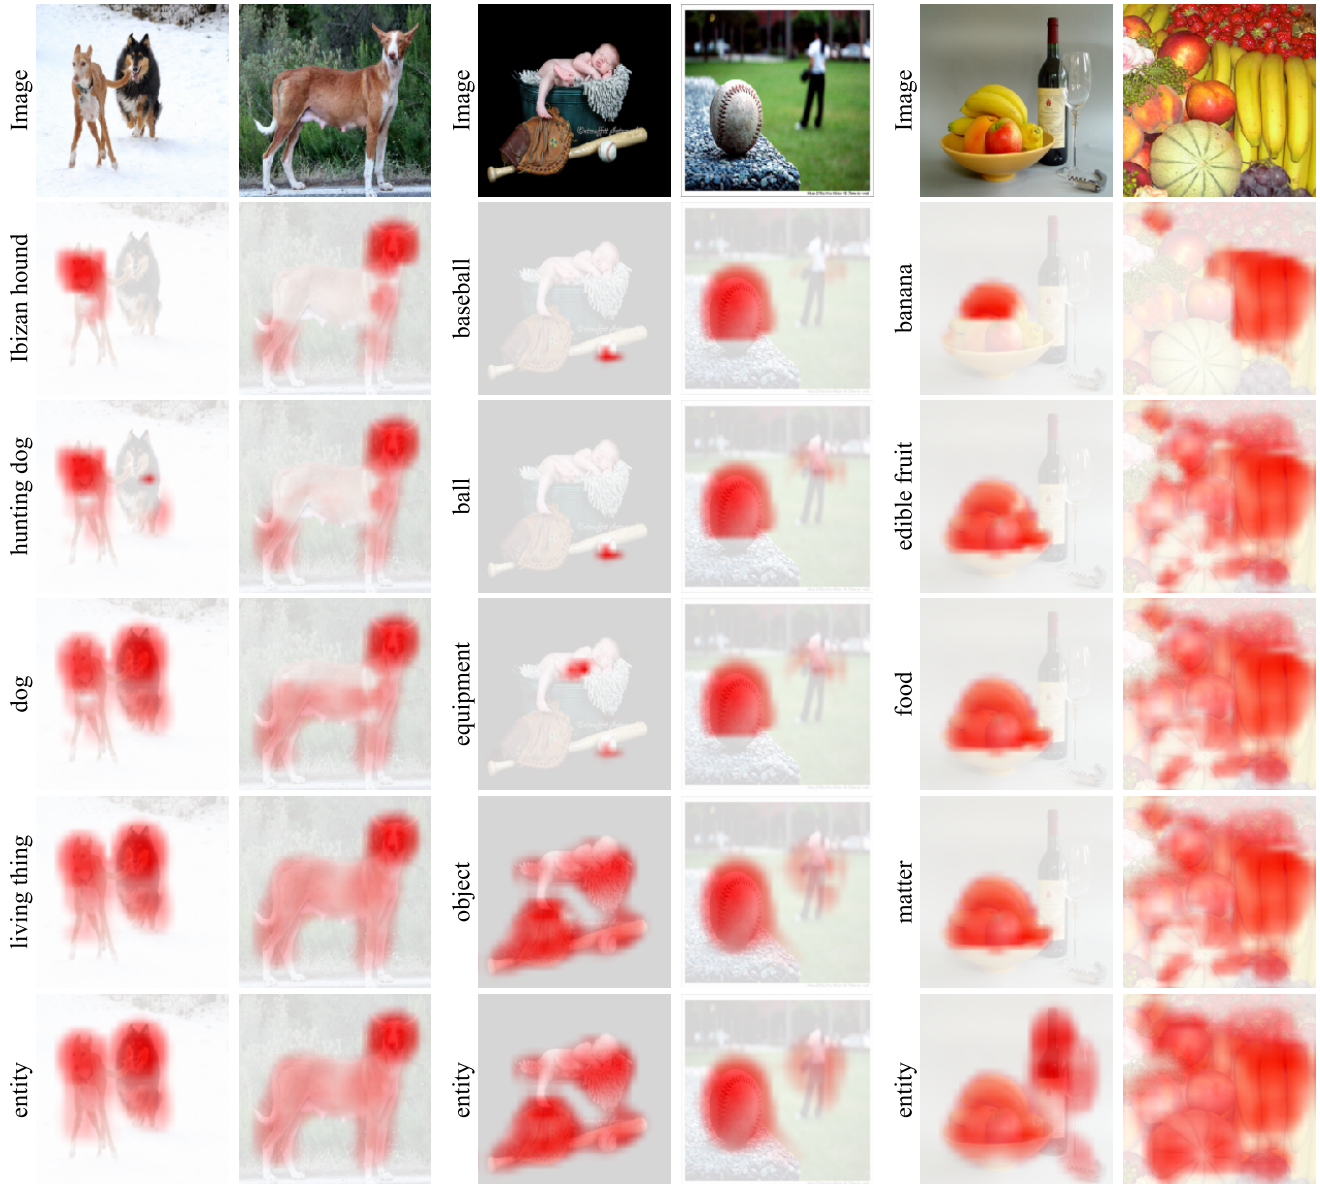 Image
Image
Image
Ibizan hound
baseball
banana
hunting dog
ball
edible fruit
dog
equipment
food
living thing
object
matter
entity
entity
entity